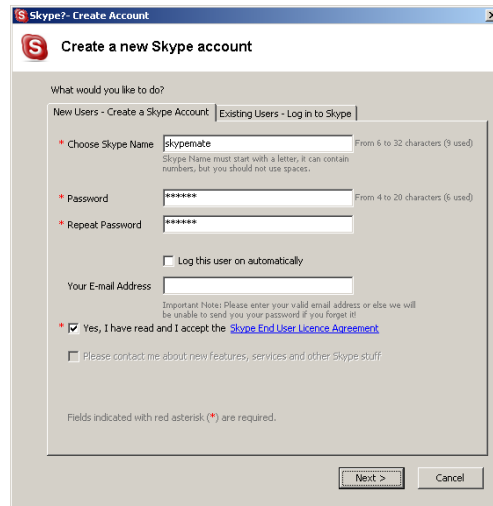 Skype?- Create Account
Create a new Skype account
What would you like to do?
New Users - Create a Skype Account
Existing Users - Log in to Skype
* Choose Skype Name skypemate From 6 to 32 characters (9 used)
Skype Name must start with a letter, it can contain
numbers, but you should not use spaces.
* Password ****** From 4 to 20 characters (6 used)
* Repeat Password ******
Log this user on automatically
Your E-mail Address
Important Note: Please enter your valid email address or else we will
be unable to send you your password if you forget it!
* Yes, I have read and I accept the Skype End User Licence Agreement
Please contact me about new features, services and other Skype stuff
Fields indicated with red asterisk (*) are required.
Next > Cancel